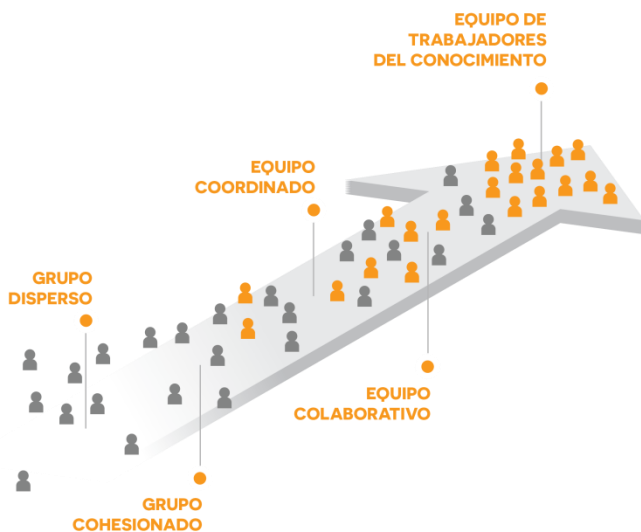 EQUIPO DE
TRABAJADORES
DEL CONOCIMIENTO
EQUIPO
COORDINADO
GRUPO
DISPERSO
EQUIPO
COLABORATIVO
GRUPO
COHESIONADO